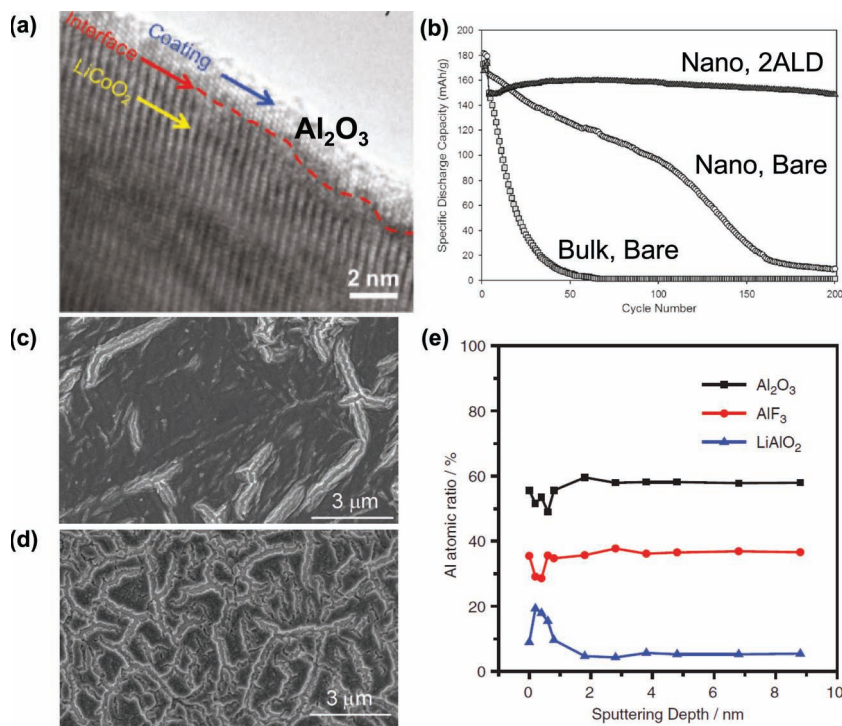 (a)
Interface
Coating
LiCoO₂
Al₂O₃
2 nm
(b)
Specific Discharge Capacity (mAh/g)
200
180
160
140
120
100
80
60
40
20
0
0
50
100
150
200
Cycle Number
Nano, 2ALD
Nano, Bare
Bulk, Bare
(c)
3 μm
(d)
3 μm
(e)
Al atomic ratio / %
100
80
60
40
20
0
0
2
4
6
8
10
Sputtering Depth / nm
Al₂O₃
AlF₃
LiAlO₂